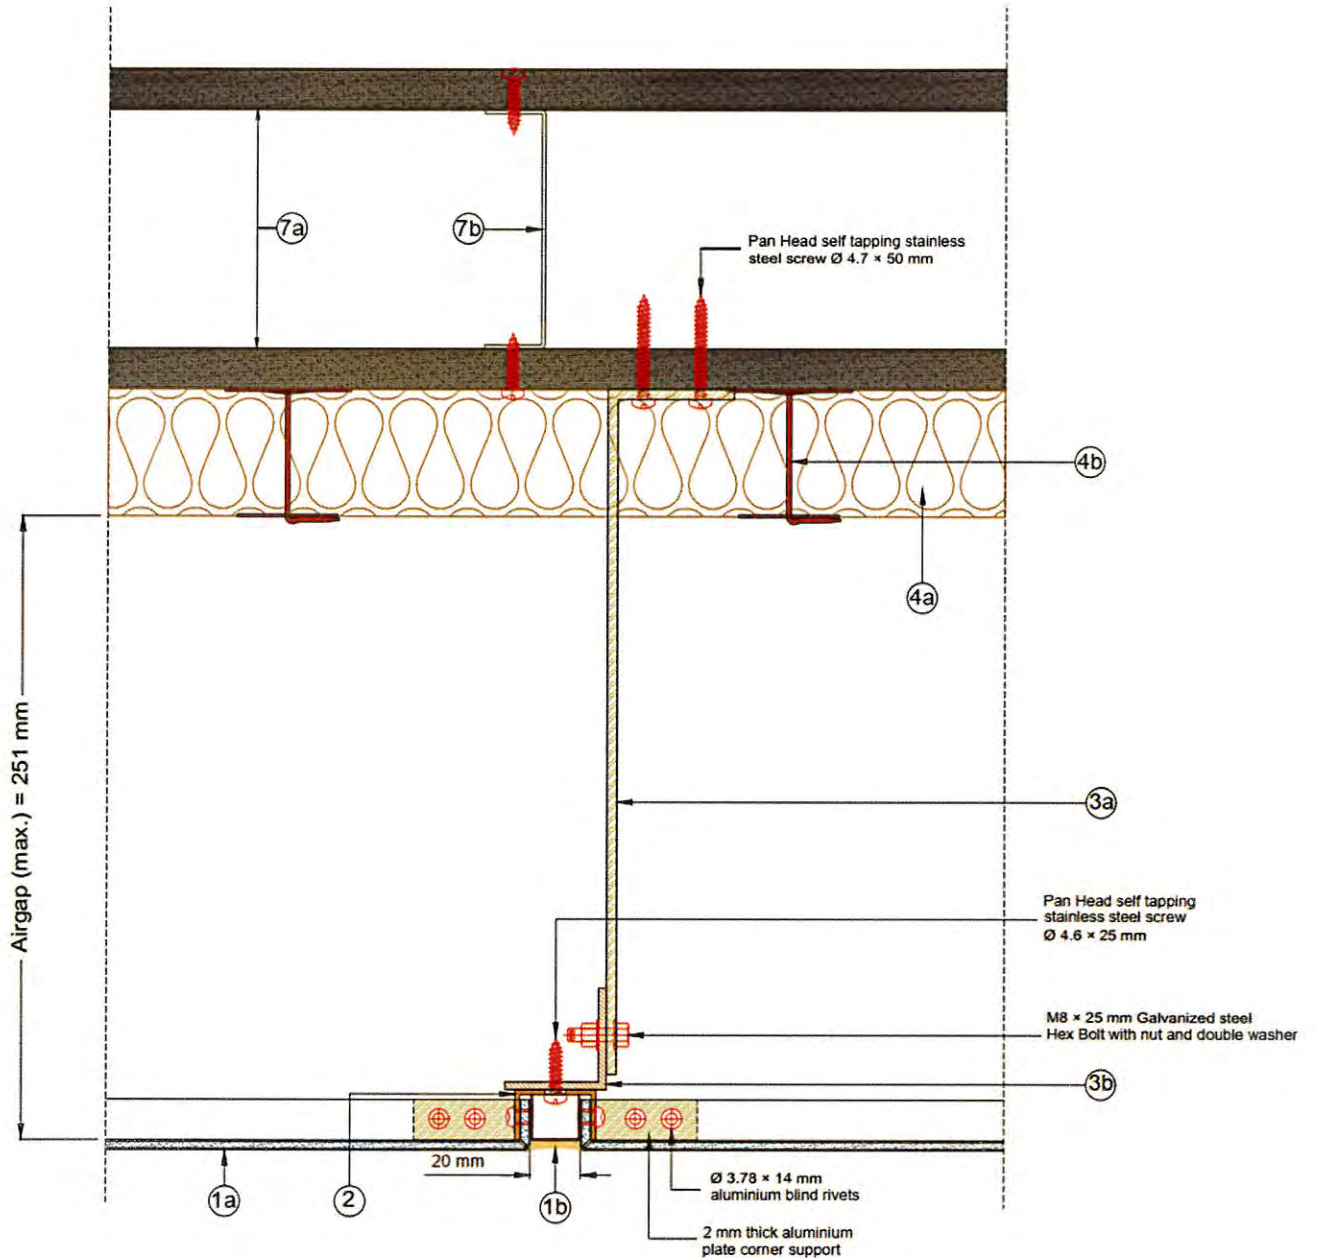 7a
7b
Pan Head self tapping stainless
steel screw Ø 4.7 × 50 mm
4b
4a
Airgap (max.) = 251 mm
3a
Pan Head self tapping
stainless steel screw
Ø 4.6 × 25 mm
M8 × 25 mm Galvanized steel
Hex Bolt with nut and double washer
3b
20 mm
1a
2
1b
Ø 3.78 × 14 mm
aluminium blind rivets
2 mm thick aluminium
plate corner support